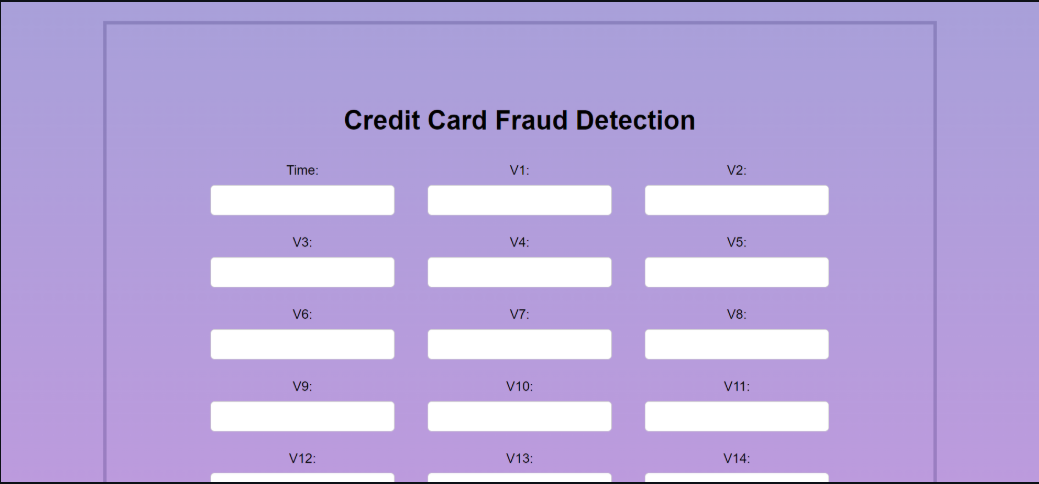 Credit Card Fraud Detection
Time: V1: V2:
V3: V4: V5:
V6: V7: V8:
V9: V10: V11:
V12: V13: V14: